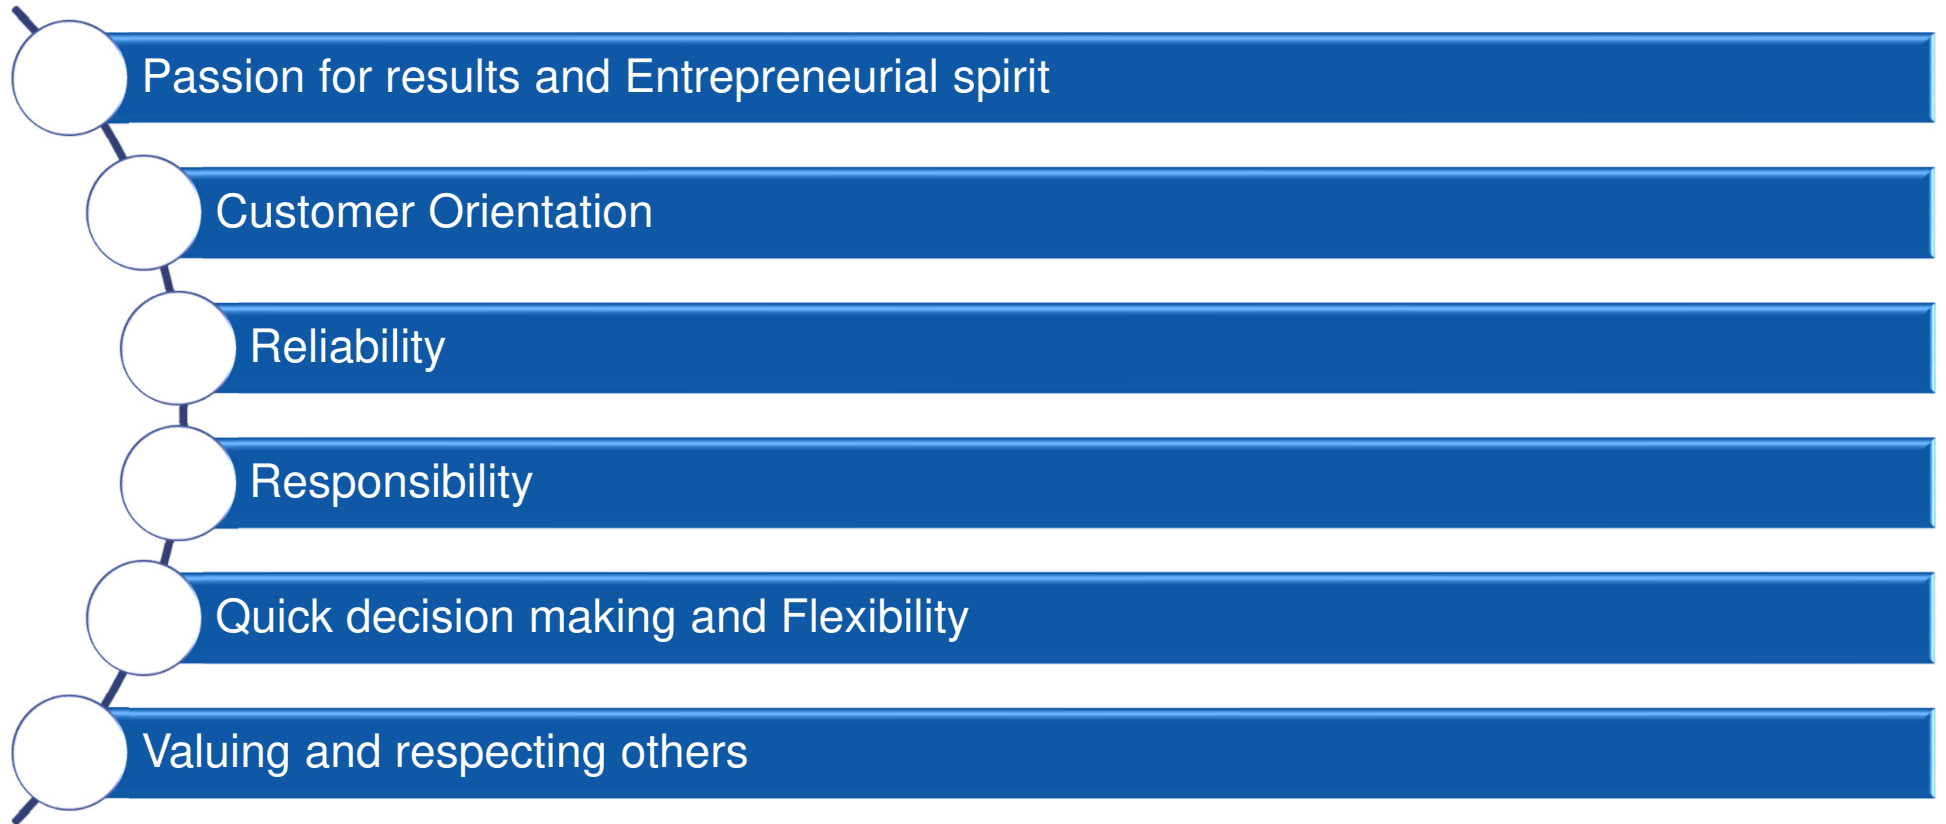 Passion for results and Entrepreneurial spirit
Customer Orientation
Reliability
Responsibility
Quick decision making and Flexibility
Valuing and respecting others